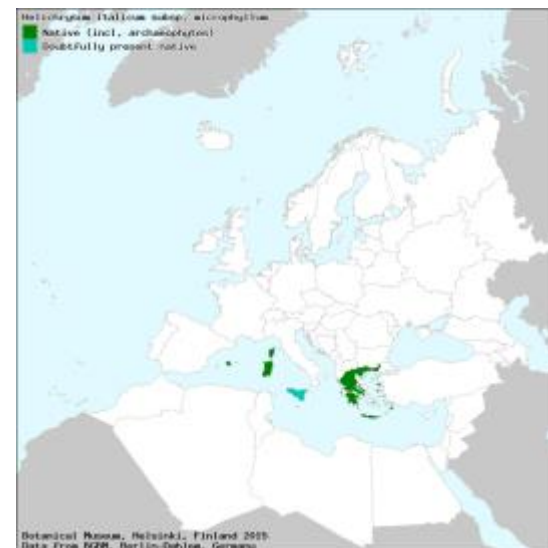 Helichrysum italicum subsp. microphyllum
Native (incl. archaeophytes)
Doubtfully present native
Botanical Museum, Helsinki, Finland 2015
Data from BGBM, Berlin-Dahlem, Germany